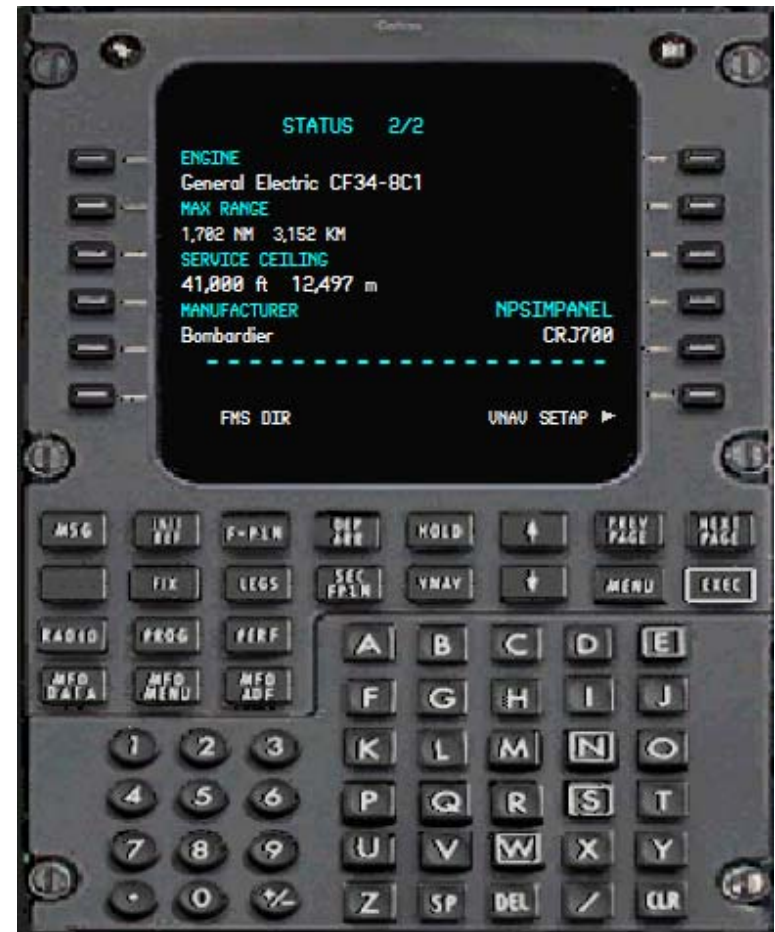 STATUS 2/2
ENGINE
General Electric CF34-8C1
MAX RANGE
1,702 NM 3,152 KM
SERVICE CEILING
41,000 ft 12,497 m
MANUFACTURER NPSIMPANEL
Bombardier CRJ700
FMS DIR VNAV SETAP ►
MSG INIT REF F-PLN DEP ARR HOLD PREV PAGE NEXT PAGE
FIX LEGS SEC FPLN VNAV MENU EXEC
RADIO PROG PERF
MFD DATA MFD MENU MFD ADF
A B C D E
F G H I J
1 2 3 K L M N O
4 5 6 P Q R S T
7 8 9 U V W X Y
. 0 +/- Z SP DEL / CLR